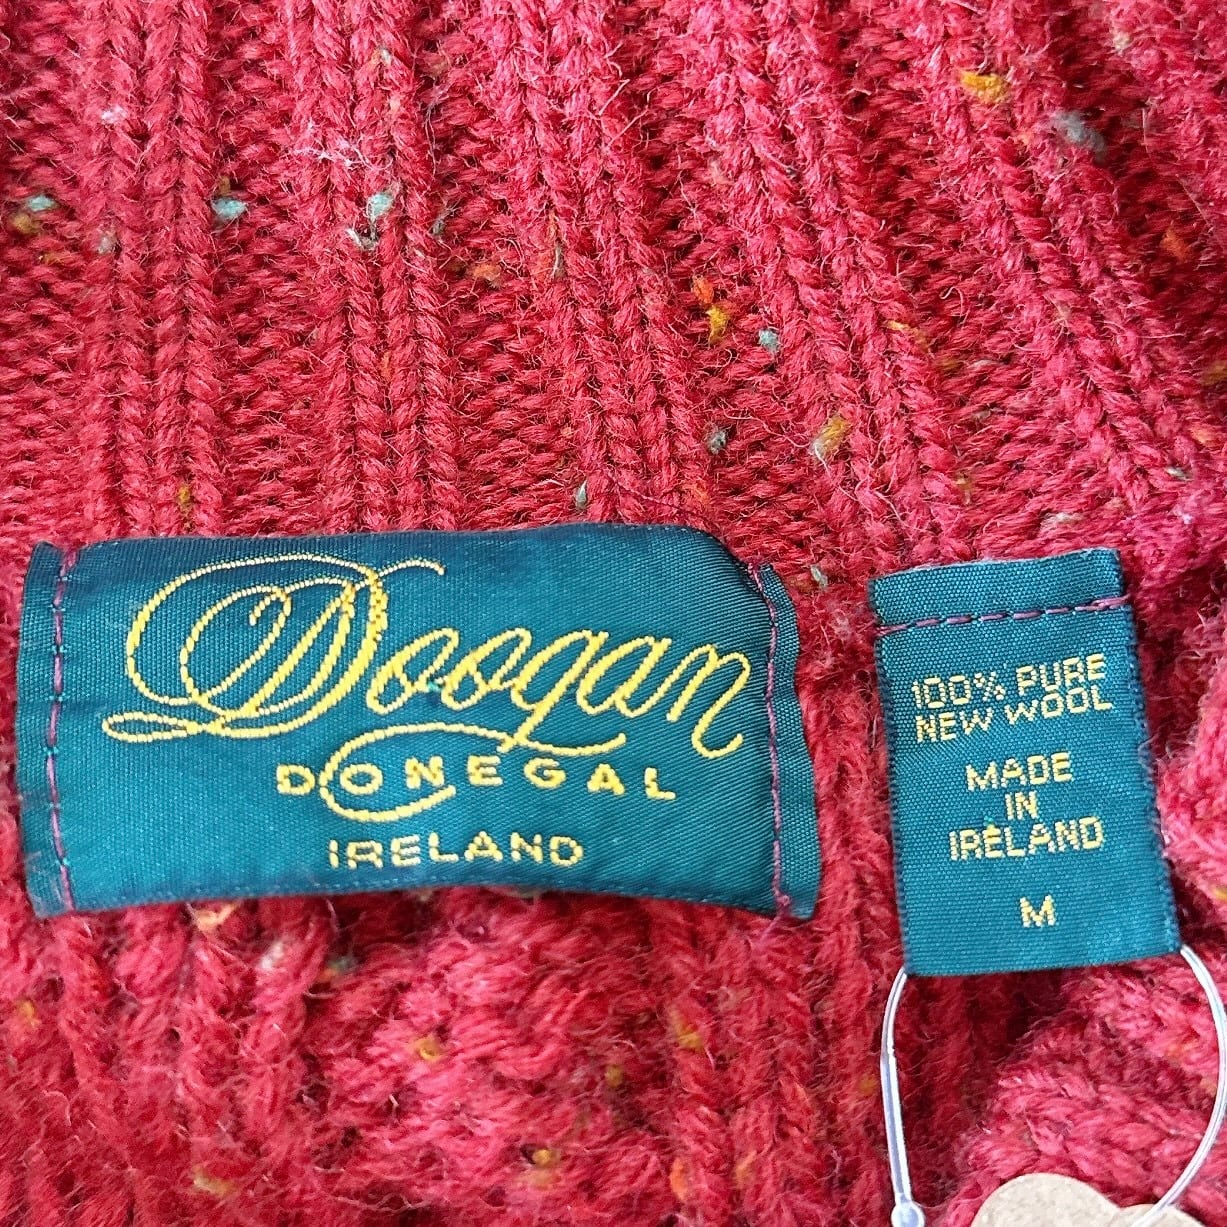 Doogan
DONEGAL
IRELAND
100% PURE
NEW WOOL
MADE
IN
IRELAND
M